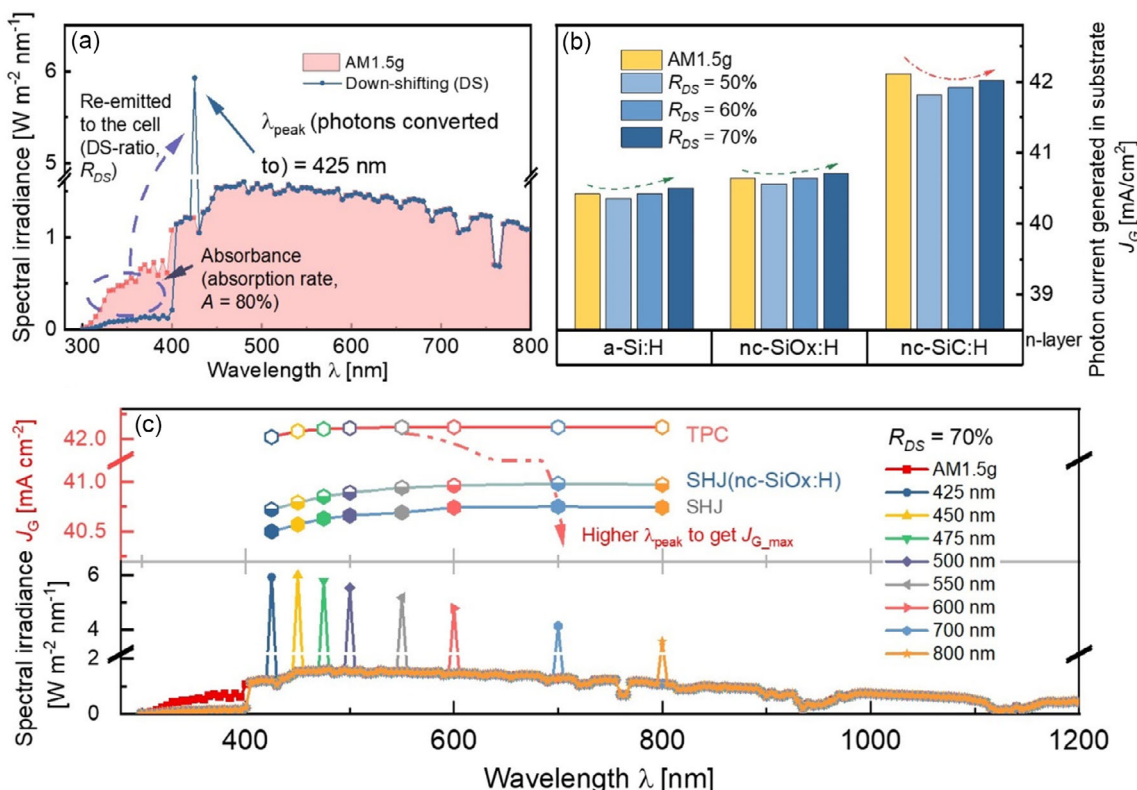 (a)
Spectral irradiance [W m-2 nm-1]
6
5
1
0
AM1.5g
Down-shifting (DS)
Re-emitted
to the cell
(DS-ratio,
RDS)
λpeak (photons converted
to) = 425 nm
Absorbance
(absorption rate,
A = 80%)
300 400 500 600 700 800
Wavelength λ [nm]
(b)
AM1.5g
RDS = 50%
RDS = 60%
RDS = 70%
42
41
40
39
Photon current generated in substrate
JG [mA/cm2]
a-Si:H nc-SiOx:H nc-SiC:H n-layer
(c)
JG [mA cm-2]
42.0
41.0
40.5
TPC
SHJ(nc-SiOx:H)
SHJ
Higher λpeak to get JG_max
Spectral irradiance
[W m-2 nm-1]
6
4
2
0
RDS = 70%
AM1.5g
425 nm
450 nm
475 nm
500 nm
550 nm
600 nm
700 nm
800 nm
400 600 800 1000 1200
Wavelength λ [nm]